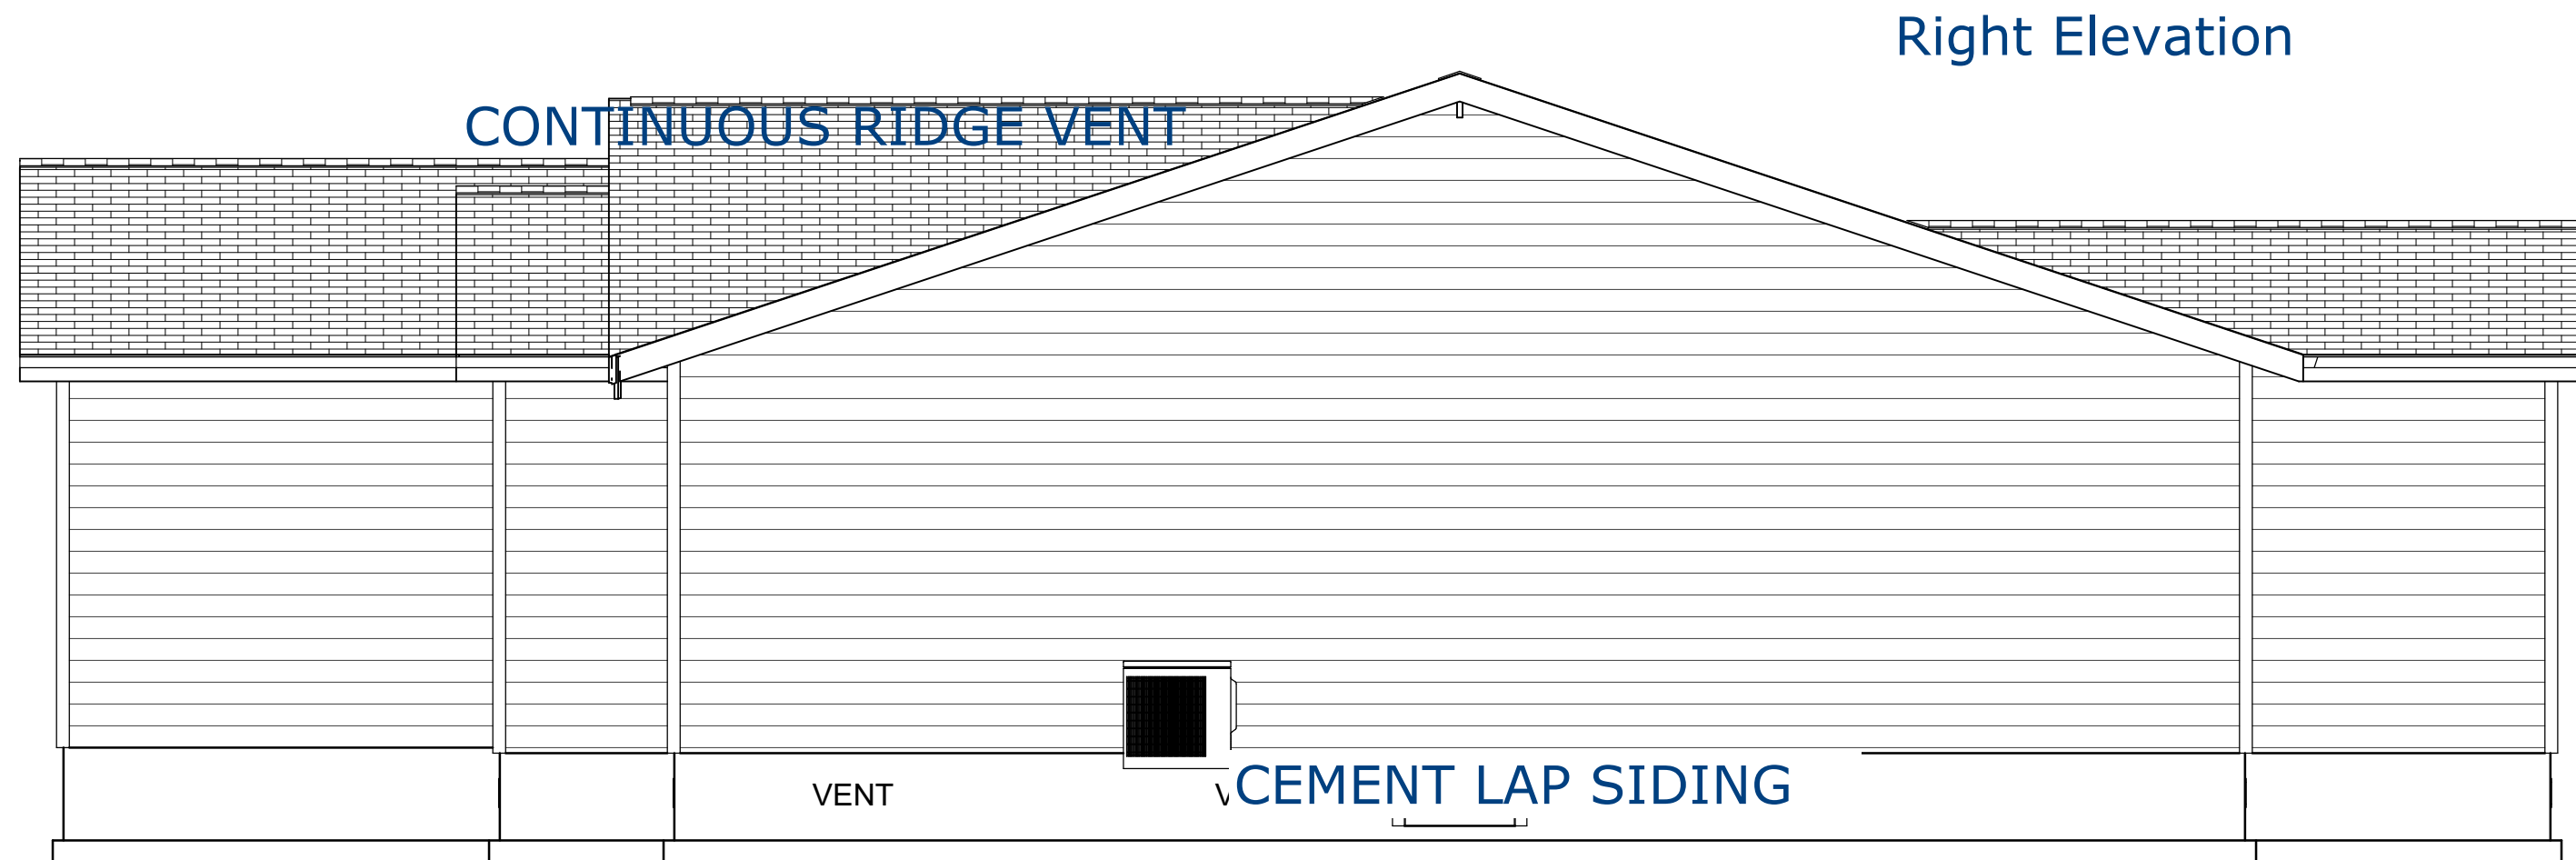 Right Elevation
CONTINUOUS RIDGE VENT
VENT
CEMENT LAP SIDING